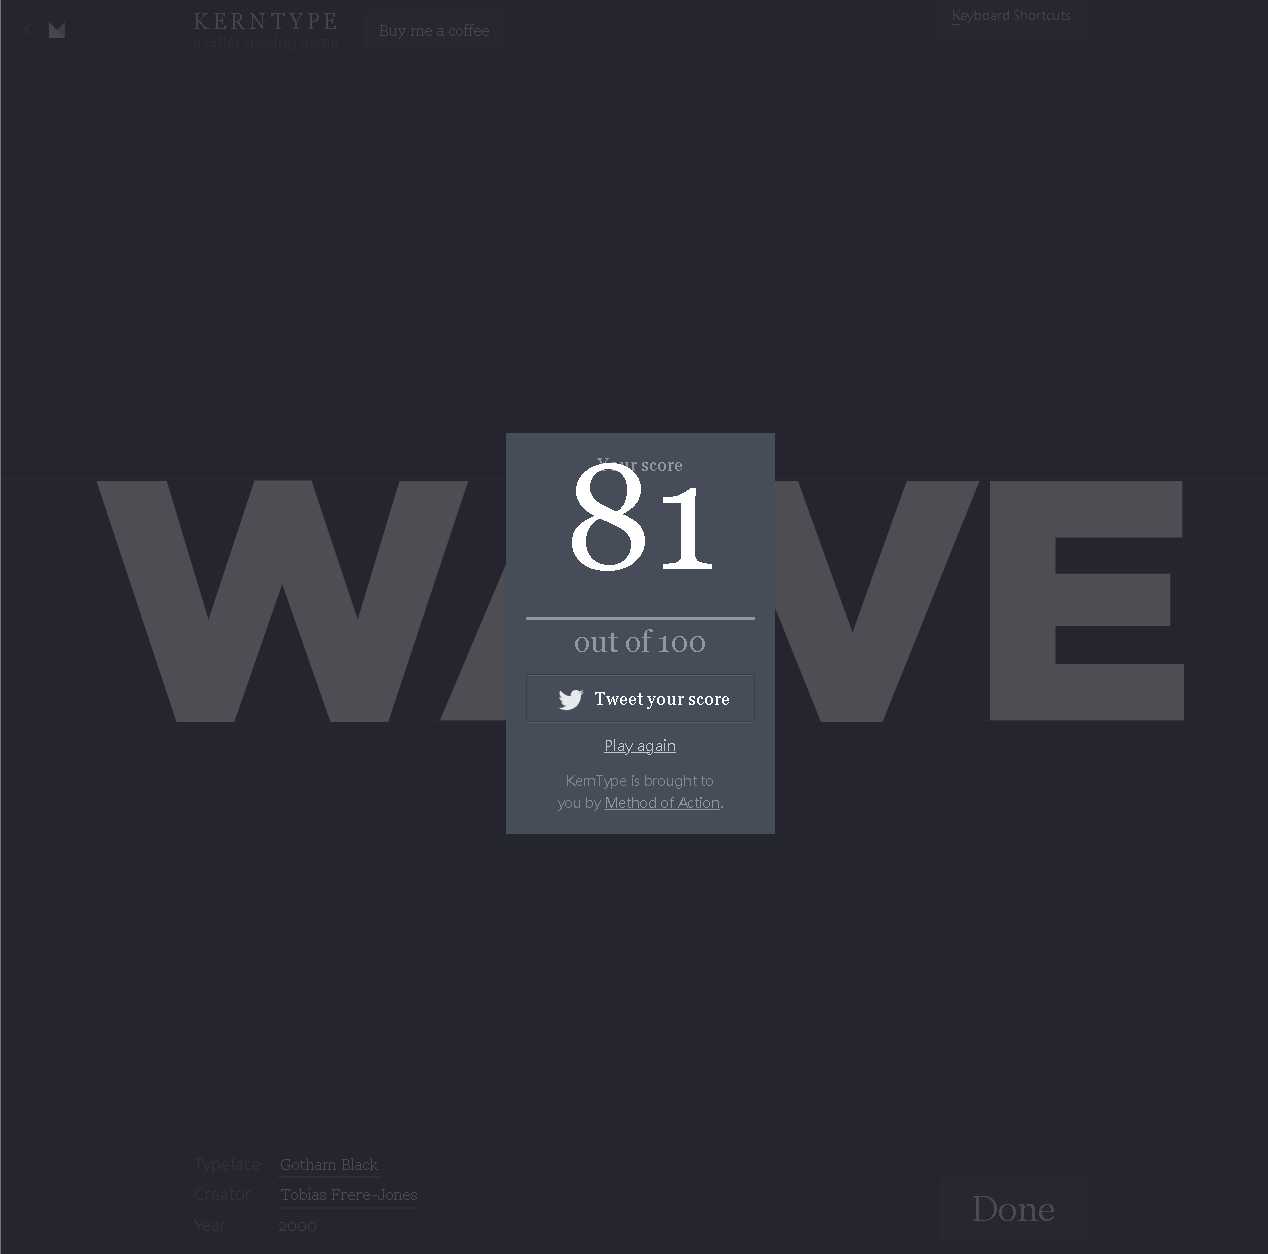 KERNTYPE
a letter spacing game
Buy me a coffee
Keyboard Shortcuts
WAVE
Your score
81
out of 100
Tweet your score
Play again
KernType is brought to
you by Method of Action.
Typeface Gotham Black
Creator Tobias Frere-Jones
Year 2000
Done